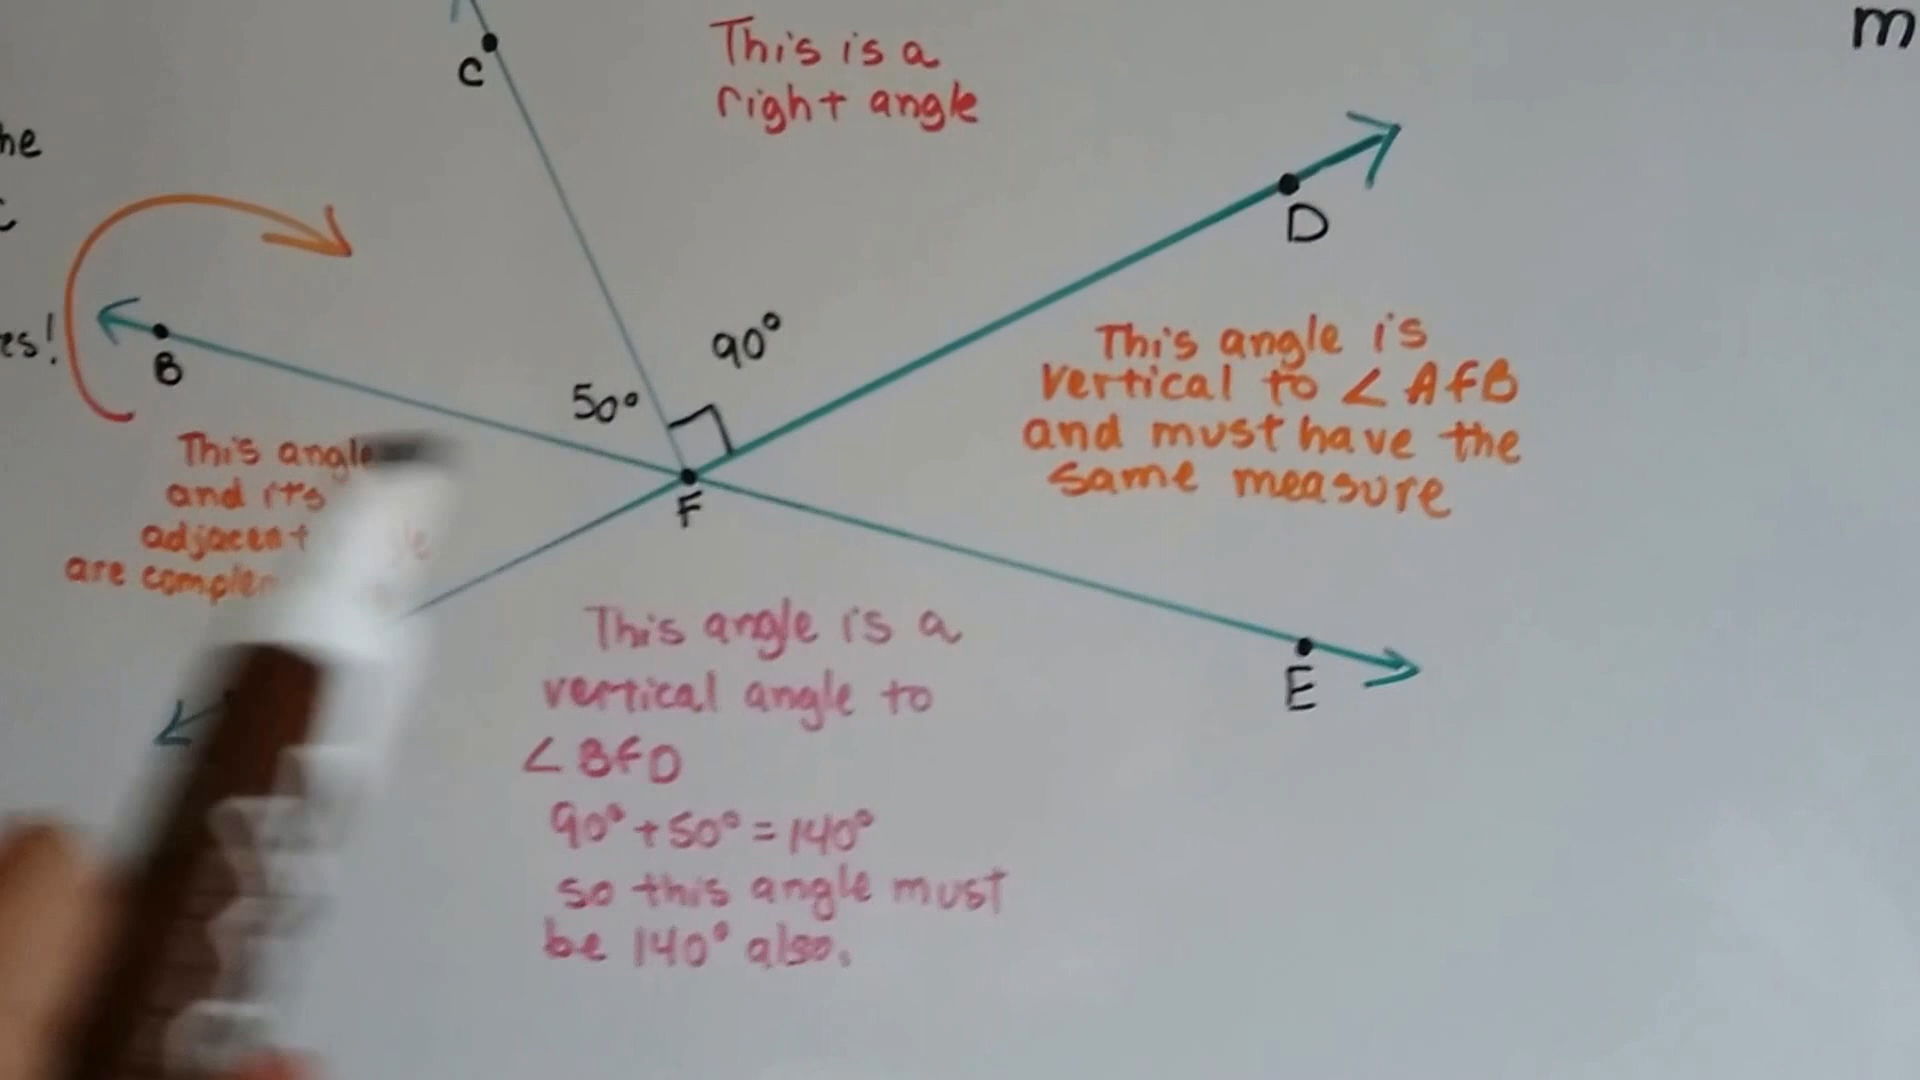 m
C
This is a
right angle
he
D
es!
B
90°
50°
This angle is
vertical to ∠AFB
and must have the
same measure
This angle
and it's
adjacent
are
F
This angle is a
vertical angle to
∠BFD
90° + 50° = 140°
so this angle must
be 140° also.
E